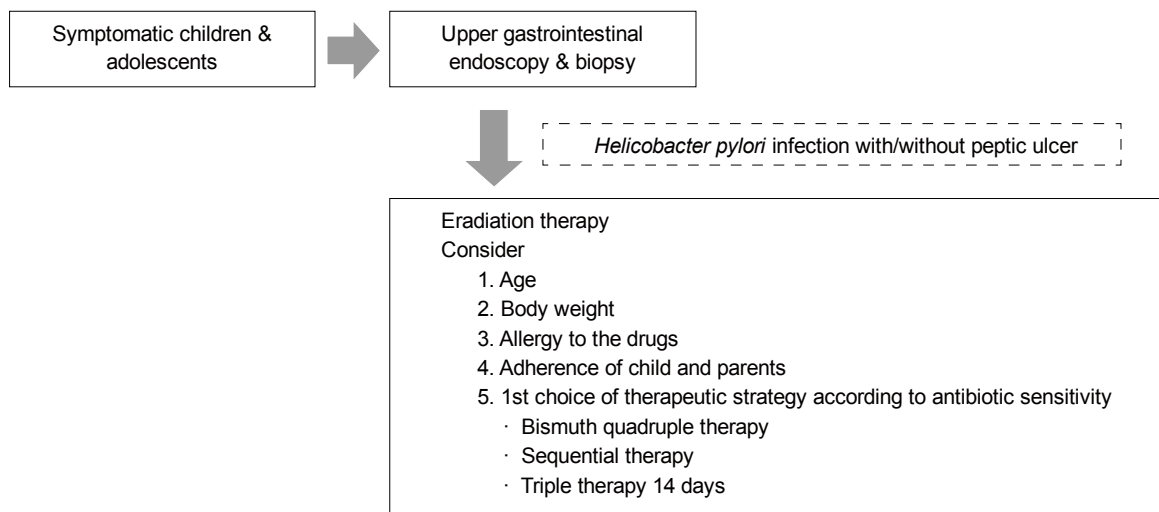 Symptomatic children &
adolescents
Upper gastrointestinal
endoscopy & biopsy
Helicobacter pylori infection with/without peptic ulcer
Eradiation therapy
Consider
1. Age
2. Body weight
3. Allergy to the drugs
4. Adherence of child and parents
5. 1st choice of therapeutic strategy according to antibiotic sensitivity
· Bismuth quadruple therapy
· Sequential therapy
· Triple therapy 14 days